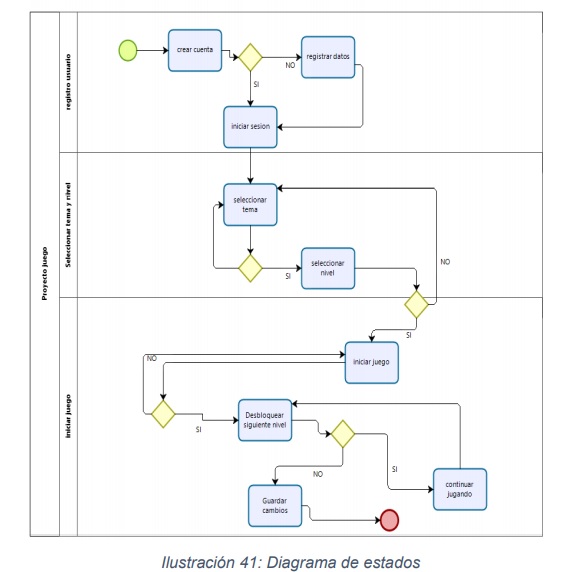 Proyecto juego
registro usuario
crear cuenta
NO
registrar datos
SI
iniciar sesion
Seleccionar tema y nivel
seleccionar
tema
SI
seleccionar
nivel
NO
SI
Iniciar juego
iniciar juego
NO
SI
Desbloquear
siguiente nivel
NO
SI
Guardar
cambios
continuar
jugando
Ilustración 41: Diagrama de estados